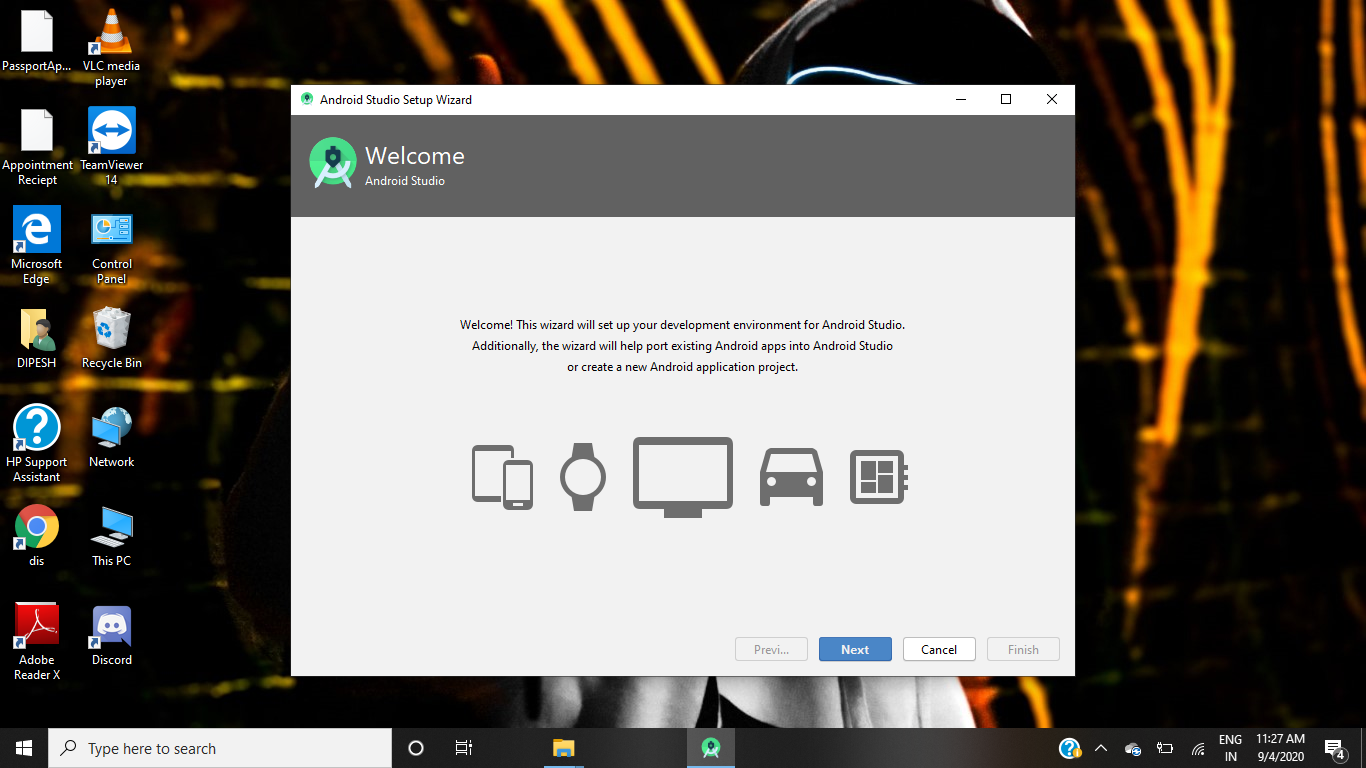 PassportAp...
VLC media
player
Appointment
Reciept
TeamViewer
14
Microsoft
Edge
Control
Panel
DIPESH
Recycle Bin
HP Support
Assistant
Network
dis
This PC
Adobe
Reader X
Discord
Android Studio Setup Wizard
Welcome
Android Studio
Welcome! This wizard will set up your development environment for Android Studio.
Additionally, the wizard will help port existing Android apps into Android Studio
or create a new Android application project.
Previ...
Next
Cancel
Finish
Type here to search
ENG
IN
11:27 AM
9/4/2020
4